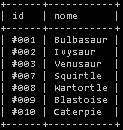 id | nome
#001 | Bulbasaur
#002 | Ivysaur
#003 | Venusaur
#007 | Squirtle
#008 | Wartortle
#009 | Blastoise
#010 | Caterpie